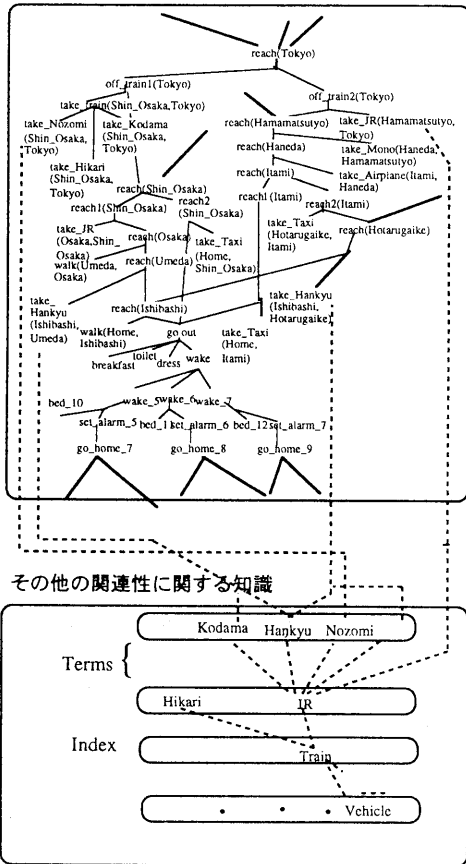 reach(Tokyo)
off_train1(Tokyo)
off_train2(Tokyo)
take_train(Shin_Osaka,Tokyo)
take_Nozomi
(Shin_Osaka,
Tokyo)
take_Kodama
(Shin_Osaka,
Tokyo)
reach(Hamamatsutyo)
take_JR(Hamamatsutyo,
Tokyo)
reach(Haneda)
take_Mono(Haneda,
Hamamatsutyo)
take_Hikari
(Shin_Osaka,
Tokyo)
reach(Itami)
take_Airplane(Itami,
Haneda)
reach(Shin_Osaka)
reach1(Shin_Osaka)
reach2
(Shin_Osaka)
reach1(Itami)
reach2(Itami)
take_JR
(Osaka,Shin_
Osaka)
reach(Osaka)
take_Taxi
(Home,
Shin_Osaka)
take_Taxi
(Hotarugaike,
Itami)
reach(Hotarugaike)
walk(Umeda,
Osaka)
reach(Umeda)
take_
Hankyu
(Ishibashi,
Umeda)
reach(Ishibashi)
take_Hankyu
(Ishibashi,
Hotarugaike)
walk(Home,
Ishibashi)
go out
take_Taxi
(Home,
Itami)
breakfast
toilet
dress
wake
bed_10
wake_5
wake_6
wake_7
set_alarm_5
bed_11
set_alarm_6
bed_12
set_alarm_7
go_home_7
go_home_8
go_home_9
その他の関連性に関する知識
Kodama Hankyu Nozomi
Terms {
Hikari JR
Index
Train
• • • Vehicle